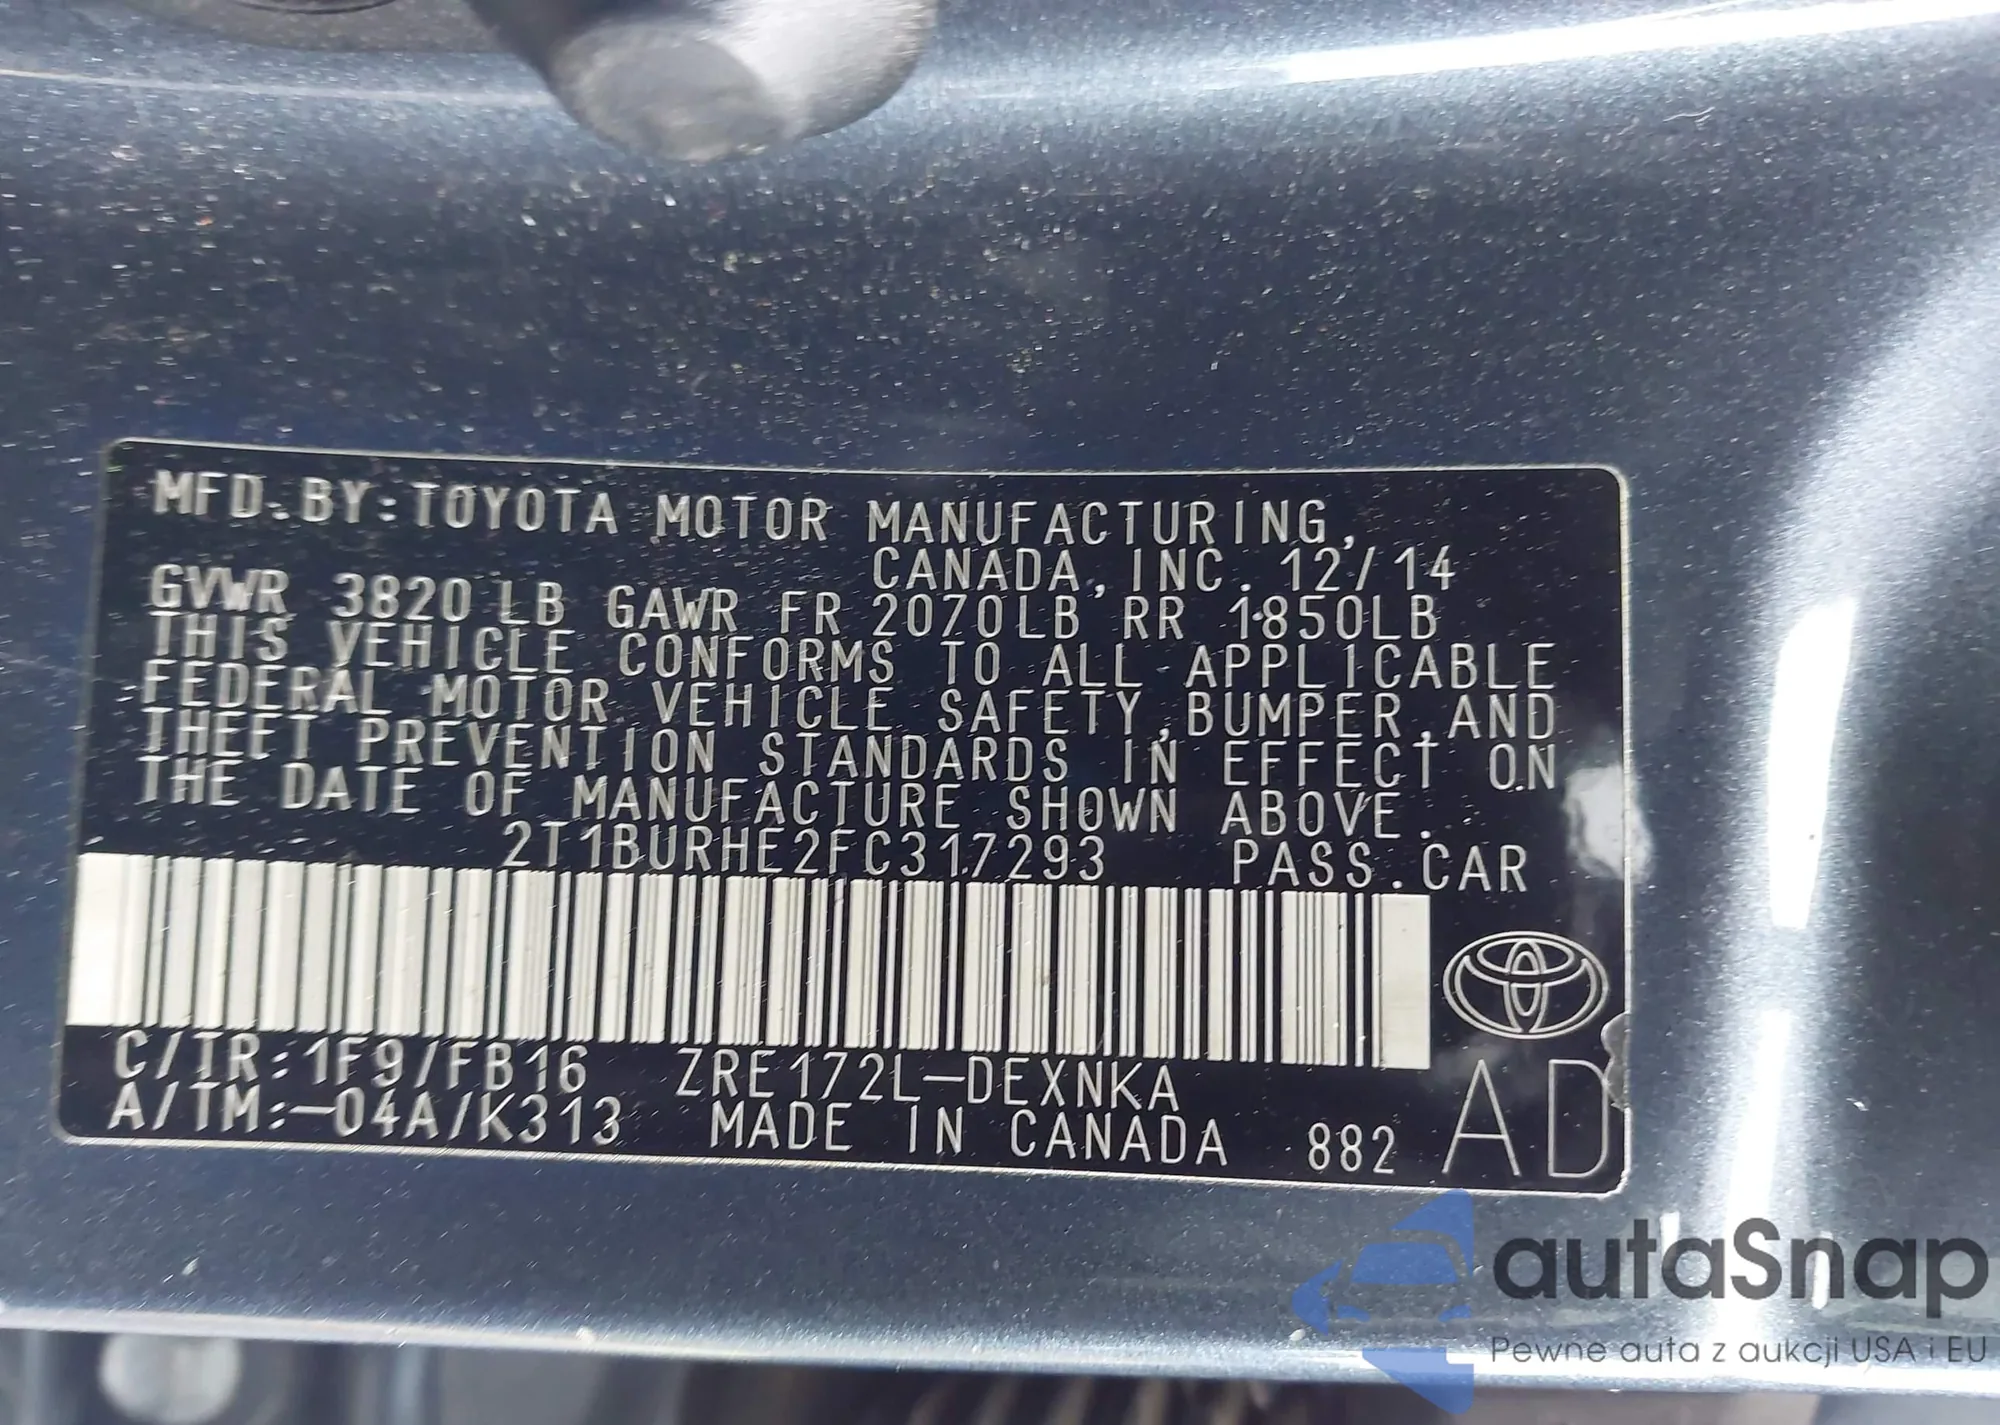 MFD. BY: TOYOTA MOTOR MANUFACTURING,
CANADA, INC. 12/14
GVWR 3820 LB GAWR FR 2070LB RR 1850LB
THIS VEHICLE CONFORMS TO ALL APPLICABLE
FEDERAL MOTOR VEHICLE SAFETY, BUMPER, AND
THEFT PREVENTION STANDARDS IN EFFECT ON
THE DATE OF MANUFACTURE SHOWN ABOVE.
2T1BURHE2FC317293 PASS. CAR
C/TR: 1F9/FB16 ZRE172L-DEXNKA
A/TM:-04A/K313 MADE IN CANADA 882 AD
autaSnap
Pewne auta z aukcji USA i EU